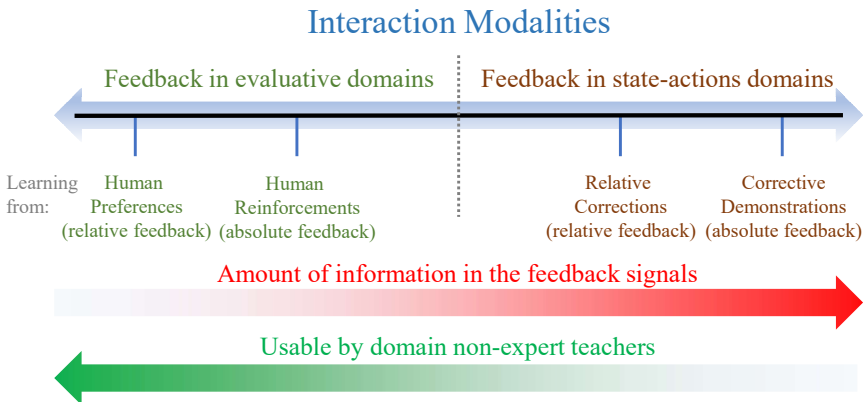 Interaction Modalities
Feedback in evaluative domains
Feedback in state-actions domains
Learning from:
Human Preferences (relative feedback)
Human Reinforcements (absolute feedback)
Relative Corrections (relative feedback)
Corrective Demonstrations (absolute feedback)
Amount of information in the feedback signals
Usable by domain non-expert teachers